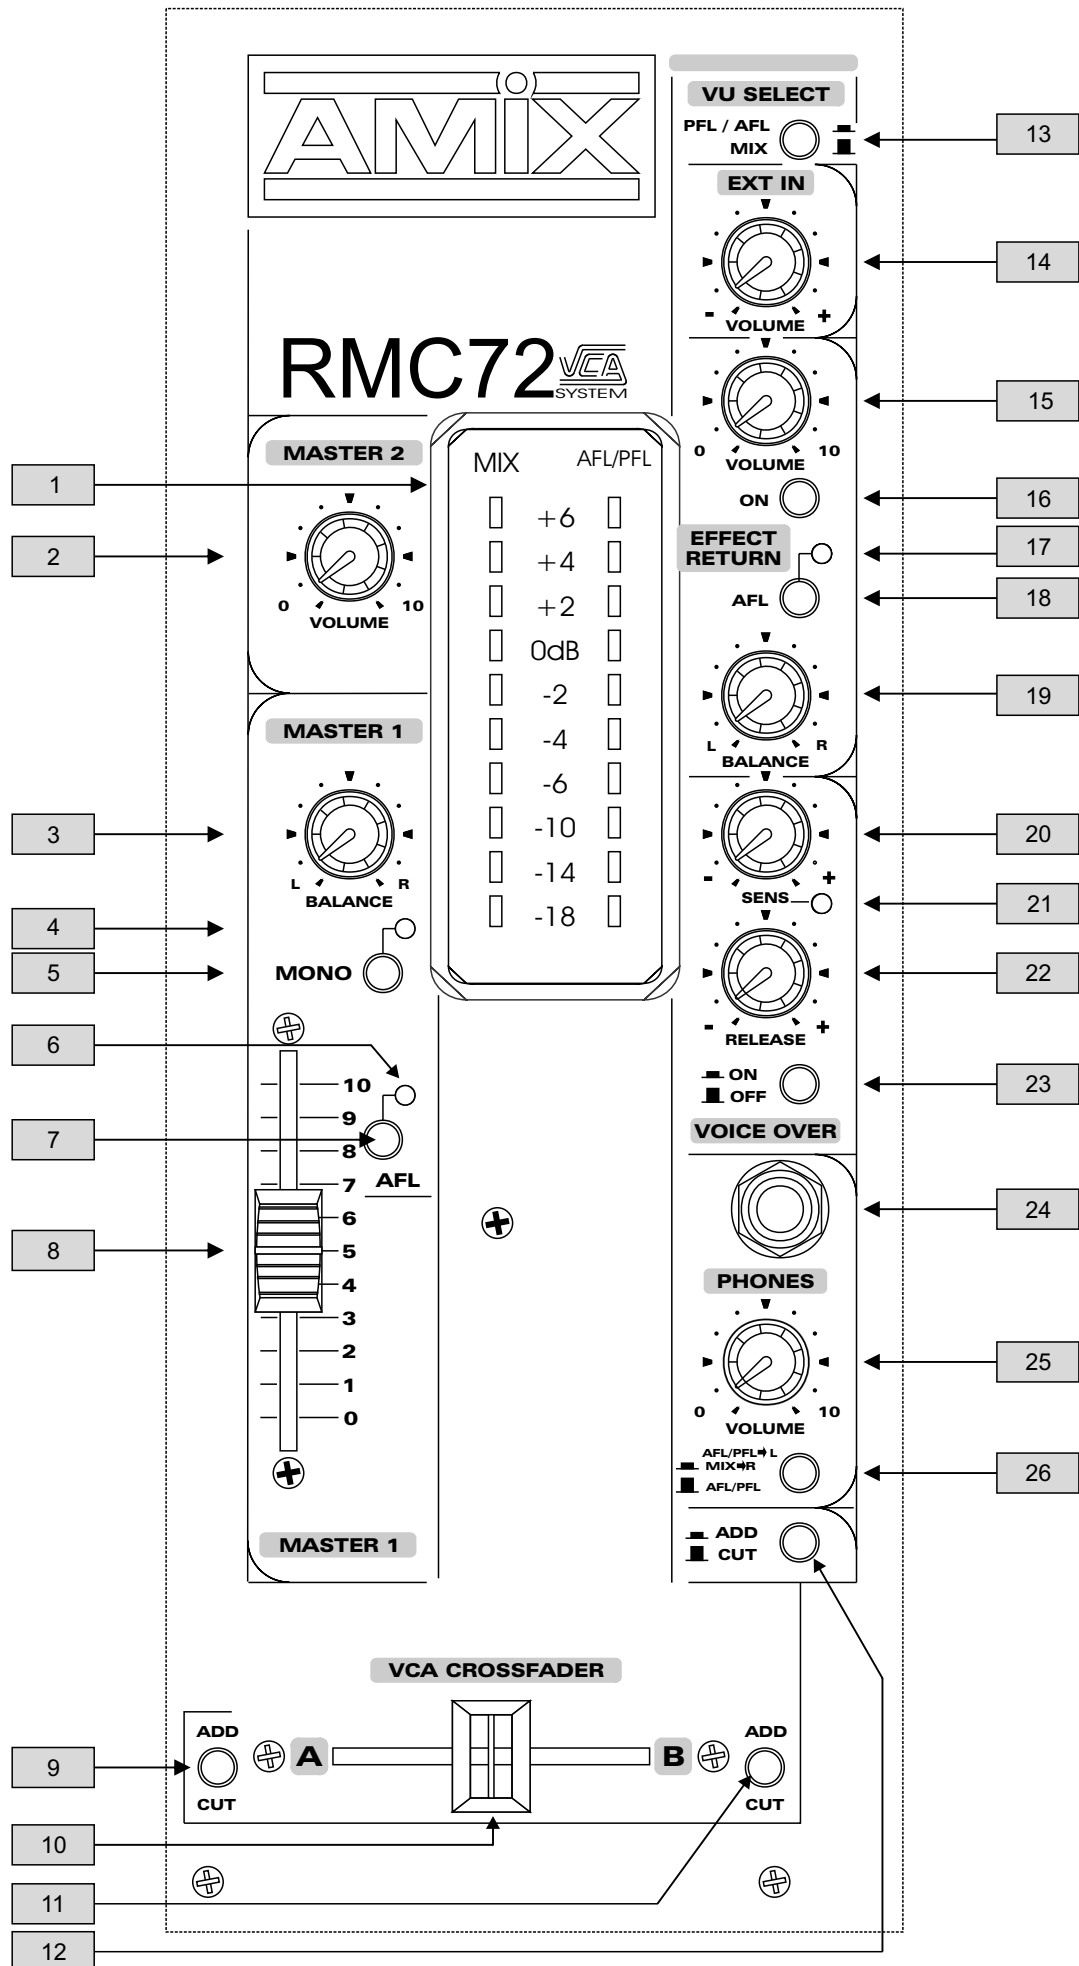 AMiX
VU SELECT
PFL / AFL
MIX
13
EXT IN
14
- VOLUME +
RMC72 VCA
SYSTEM
15
0 VOLUME 10
MASTER 2
1
2
0 10
VOLUME
MIX AFL/PFL
+6
+4
+2
0dB
-2
-4
-6
-10
-14
-18
ON
16
EFFECT
RETURN
17
AFL
18
19
L R
BALANCE
MASTER 1
3
L R
BALANCE
4
5
MONO
20
- +
SENS
21
22
- +
RELEASE
6
7
8
10
9
8
7
6
5
4
3
2
1
0
AFL
MASTER 1
ON
OFF
23
VOICE OVER
24
PHONES
25
0 10
VOLUME
AFL/PFL➡L
MIX➡R
AFL/PFL
26
ADD
CUT
VCA CROSSFADER
ADD
CUT
A
B
ADD
CUT
9
10
11
12